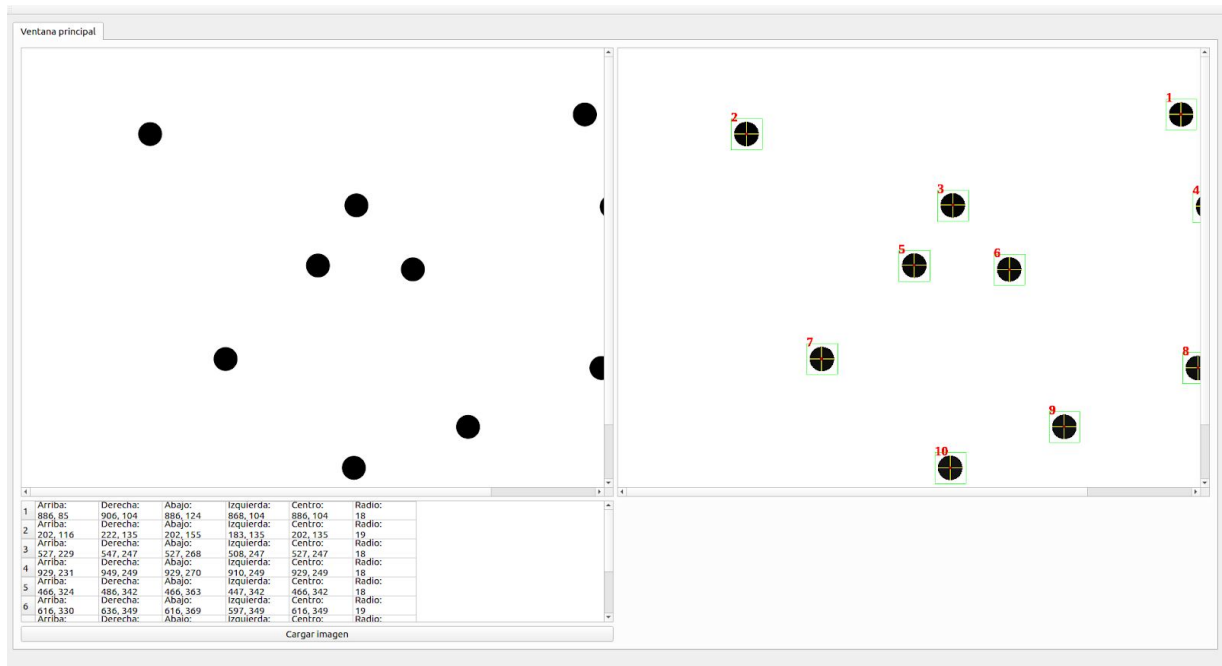 Ventana principal
1
2
3
4
5
6
7
8
9
10
Arriba: Derecha: Abajo: Izquierda: Centro: Radio:
1 886, 85 906, 104 886, 124 868, 104 886, 104 18
Arriba: Derecha: Abajo: Izquierda: Centro: Radio:
2 202, 116 222, 135 202, 155 183, 135 202, 135 19
Arriba: Derecha: Abajo: Izquierda: Centro: Radio:
3 527, 229 547, 247 527, 268 508, 247 527, 247 18
Arriba: Derecha: Abajo: Izquierda: Centro: Radio:
4 929, 231 949, 249 929, 270 910, 249 929, 249 18
Arriba: Derecha: Abajo: Izquierda: Centro: Radio:
5 466, 324 486, 342 466, 363 447, 342 466, 342 18
Arriba: Derecha: Abajo: Izquierda: Centro: Radio:
6 616, 330 636, 349 616, 369 597, 349 616, 349 19
Arriba: Derecha: Abajo: Izquierda: Centro: Radio:
Cargar imagen